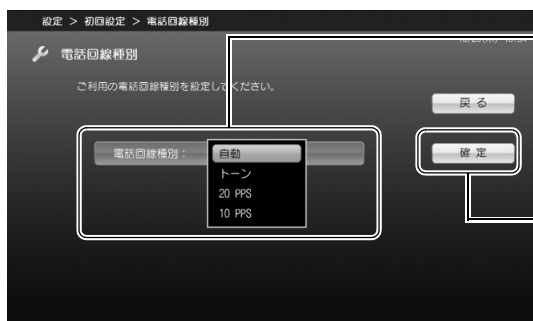 設定 > 初回設定 > 電話回線種別
電話回線種別
ご利用の電話回線種別を設定してください。
戻る
電話回線種別：
自動
確定
トーン
20 PPS
10 PPS